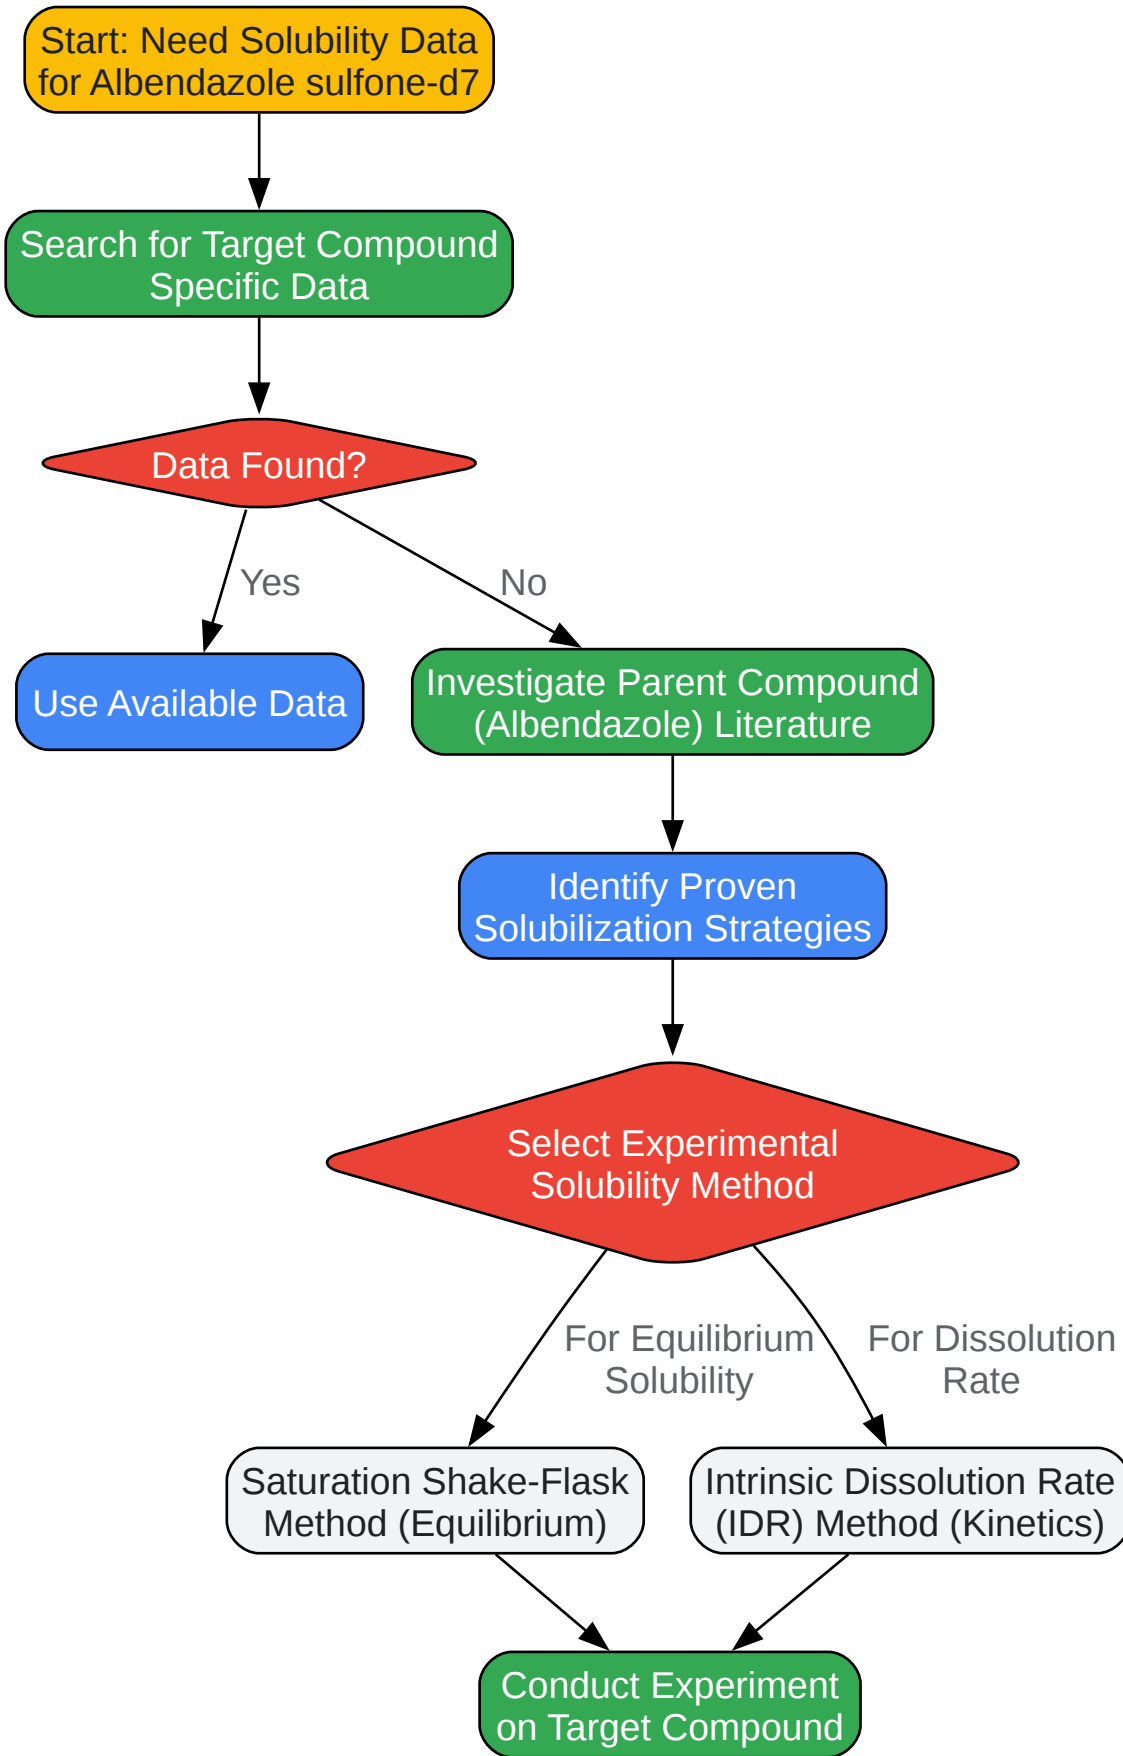 Start: Need Solubility Data
for Albendazole sulfone-d7
Search for Target Compound
Specific Data
Data Found?
Yes
No
Use Available Data
Investigate Parent Compound
(Albendazole) Literature
Identify Proven
Solubilization Strategies
Select Experimental
Solubility Method
For Equilibrium
Solubility
For Dissolution
Rate
Saturation Shake-Flask
Method (Equilibrium)
Intrinsic Dissolution Rate
(IDR) Method (Kinetics)
Conduct Experiment
on Target Compound